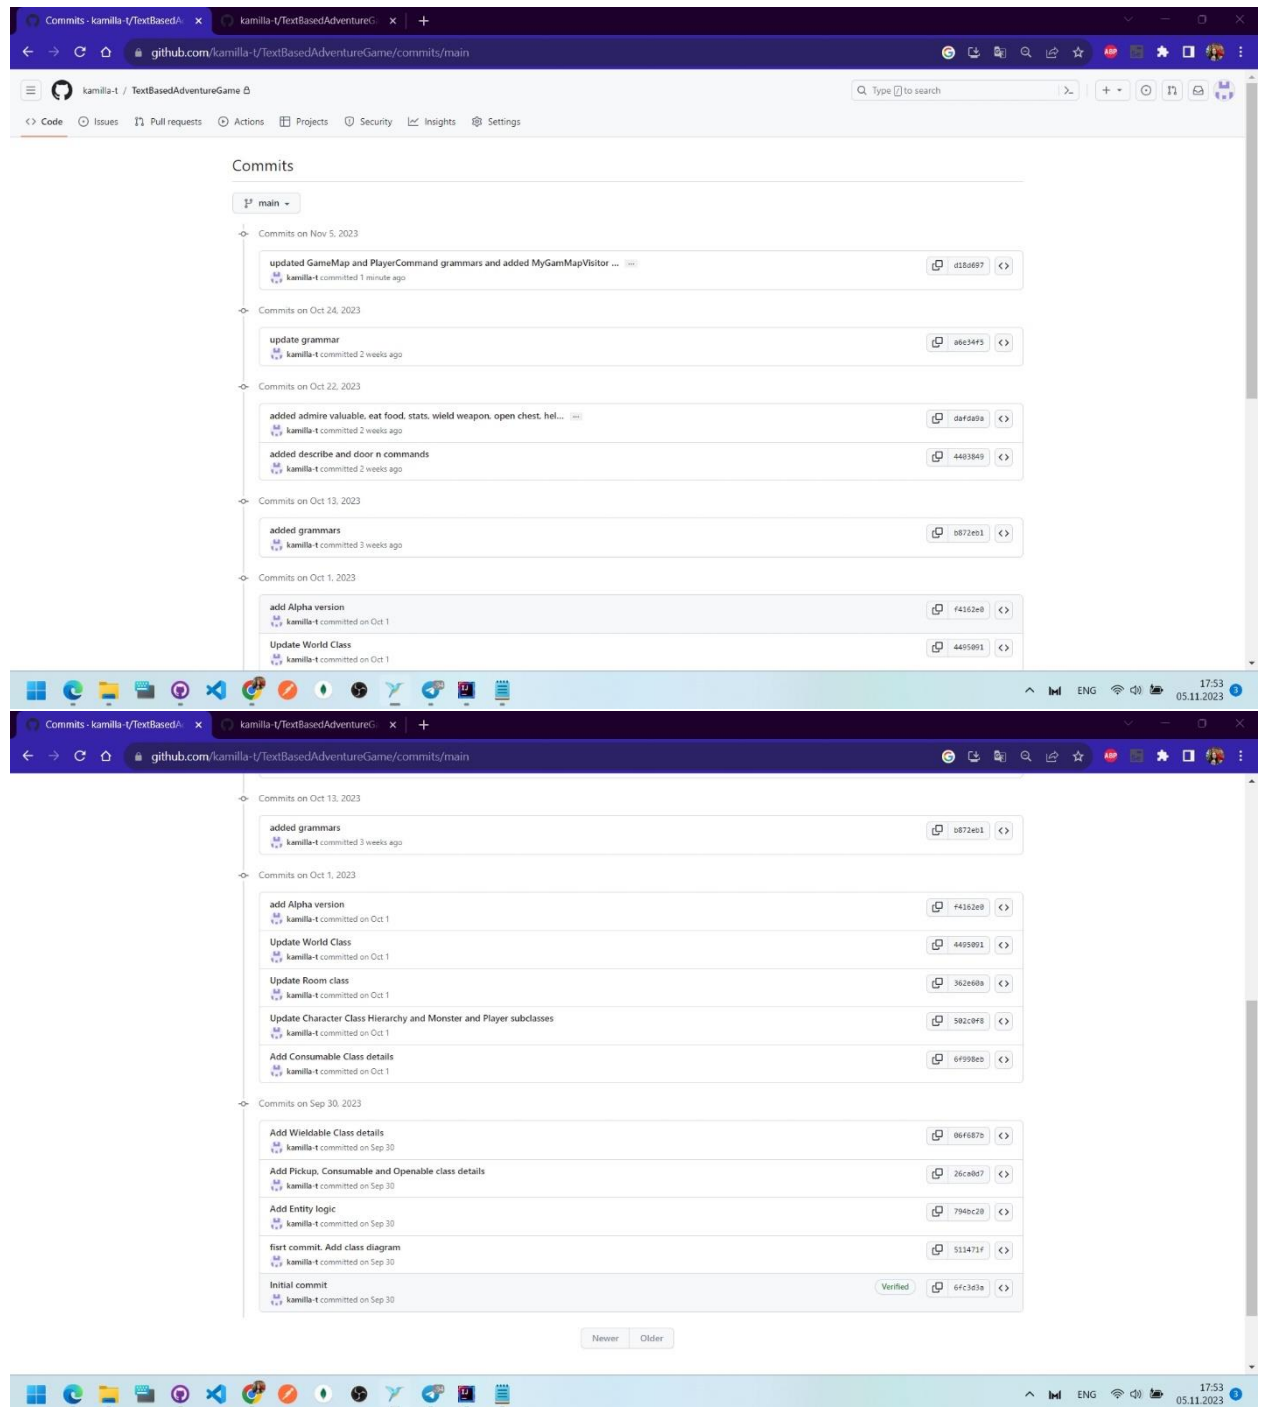 Commits · kamilla-t/TextBasedA
kamilla-t/TextBasedAdventureG
github.com/kamilla-t/TextBasedAdventureGame/commits/main
ABP
kamilla-t / TextBasedAdventureGame
Type / to search
Code Issues Pull requests Actions Projects Security Insights Settings
Commits
main
Commits on Nov 5, 2023
updated GameMap and PlayerCommand grammars and added MyGamMapVisitor ...
d18d697
kamilla-t committed 1 minute ago
Commits on Oct 24, 2023
update grammar
a6e34f5
kamilla-t committed 2 weeks ago
Commits on Oct 22, 2023
added admire valuable, eat food, stats, wield weapon, open chest, hel...
dafda9a
kamilla-t committed 2 weeks ago
added describe and door n commands
4403849
kamilla-t committed 2 weeks ago
Commits on Oct 13, 2023
added grammars
b872eb1
kamilla-t committed 3 weeks ago
Commits on Oct 1, 2023
add Alpha version
f4162e0
kamilla-t committed on Oct 1
Update World Class
4495091
kamilla-t committed on Oct 1
ENG
17:53
05.11.2023
3
Commits · kamilla-t/TextBasedA
kamilla-t/TextBasedAdventureG
github.com/kamilla-t/TextBasedAdventureGame/commits/main
ABP
Commits on Oct 13, 2023
added grammars
b872eb1
kamilla-t committed 3 weeks ago
Commits on Oct 1, 2023
add Alpha version
f4162e0
kamilla-t committed on Oct 1
Update World Class
4495091
kamilla-t committed on Oct 1
Update Room class
362e60a
kamilla-t committed on Oct 1
Update Character Class Hierarchy and Monster and Player subclasses
502c0f8
kamilla-t committed on Oct 1
Add Consumable Class details
6f998eb
kamilla-t committed on Oct 1
Commits on Sep 30, 2023
Add Wieldable Class details
06f687b
kamilla-t committed on Sep 30
Add Pickup, Consumable and Openable class details
26ca0d7
kamilla-t committed on Sep 30
Add Entity logic
794bc20
kamilla-t committed on Sep 30
fisrt commit. Add class diagram
511471f
kamilla-t committed on Sep 30
Initial commit
Verified
6fc3d3a
kamilla-t committed on Sep 30
Newer Older
ENG
17:53
05.11.2023
3